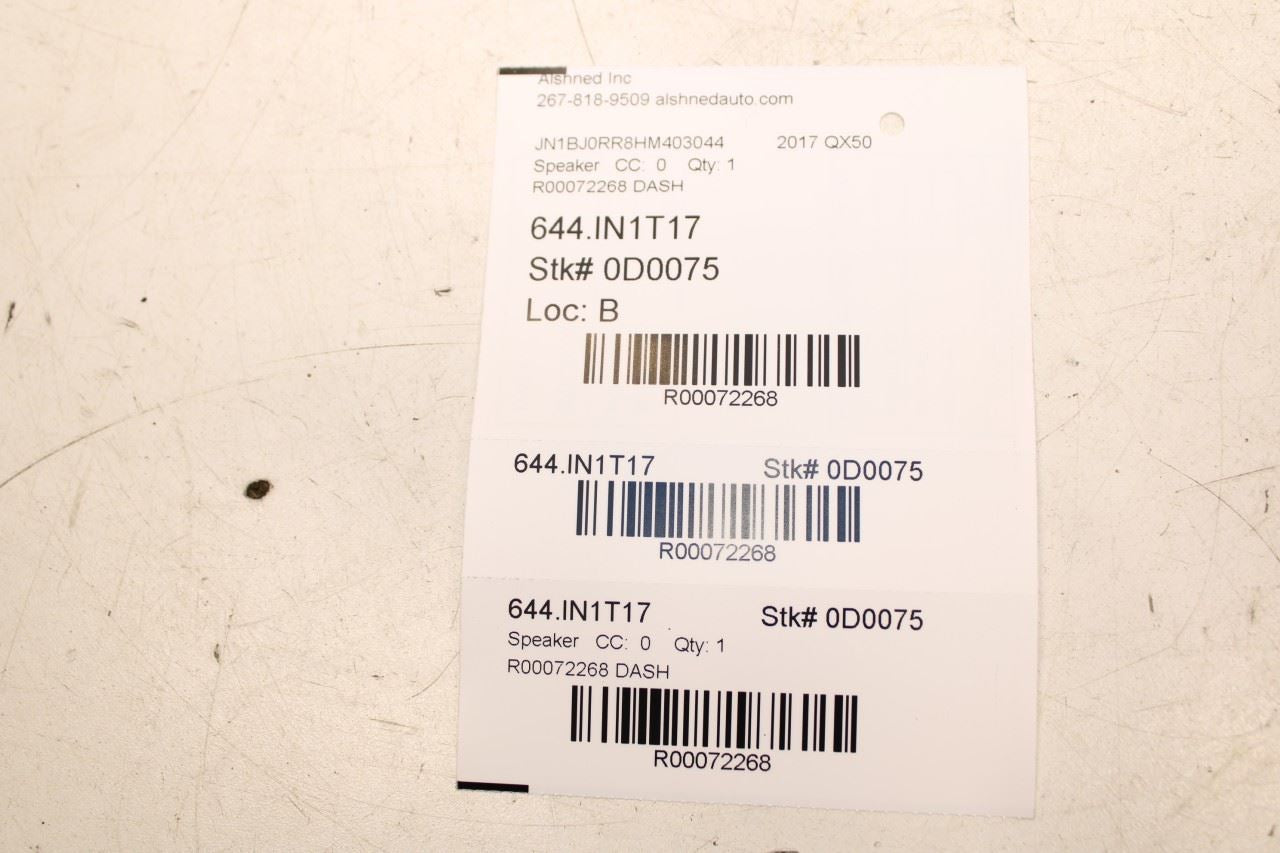 Alshned Inc
267-818-9509 alshnedauto.com
JN1BJ0RR8HM403044 2017 QX50
Speaker CC: 0 Qty: 1
R00072268 DASH
644.IN1T17
Stk# 0D0075
Loc: B
R00072268
644.IN1T17 Stk# 0D0075
R00072268
644.IN1T17 Stk# 0D0075
Speaker CC: 0 Qty: 1
R00072268 DASH
R00072268